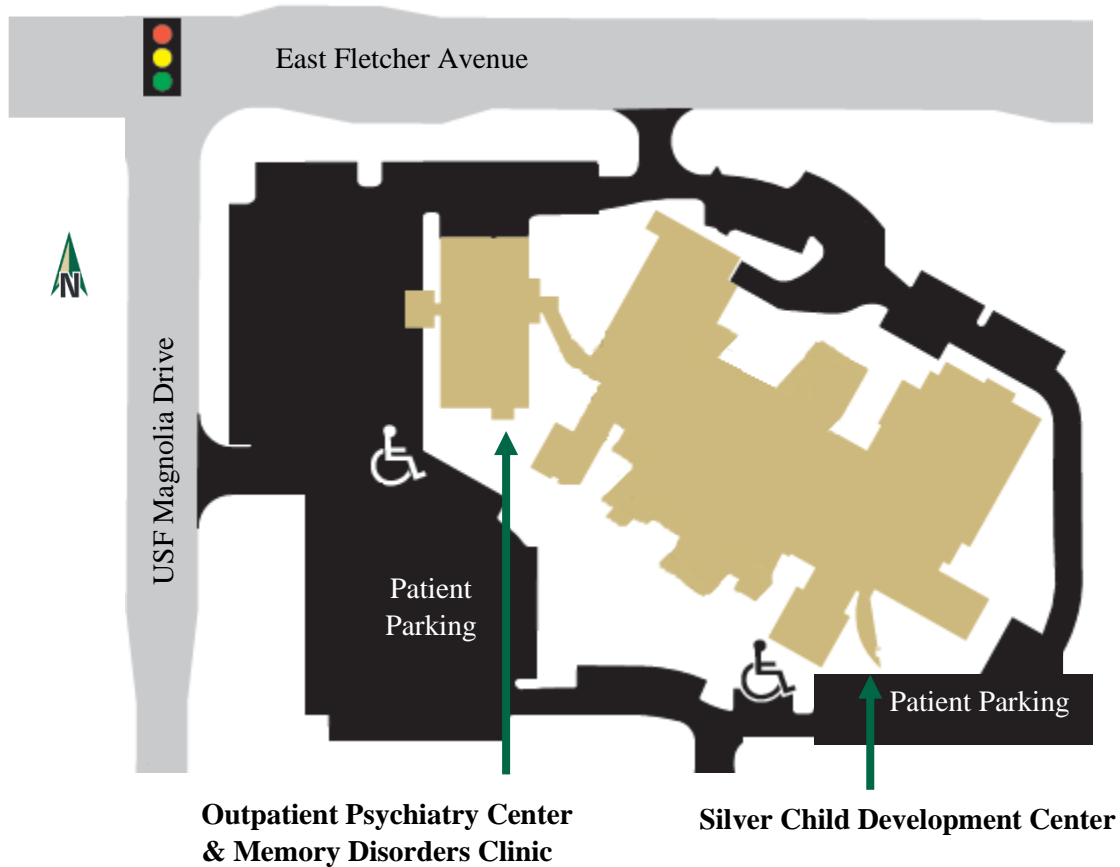 East Fletcher Avenue
N
USF Magnolia Drive
Patient
Parking
Patient Parking
Outpatient Psychiatry Center
& Memory Disorders Clinic
Silver Child Development Center